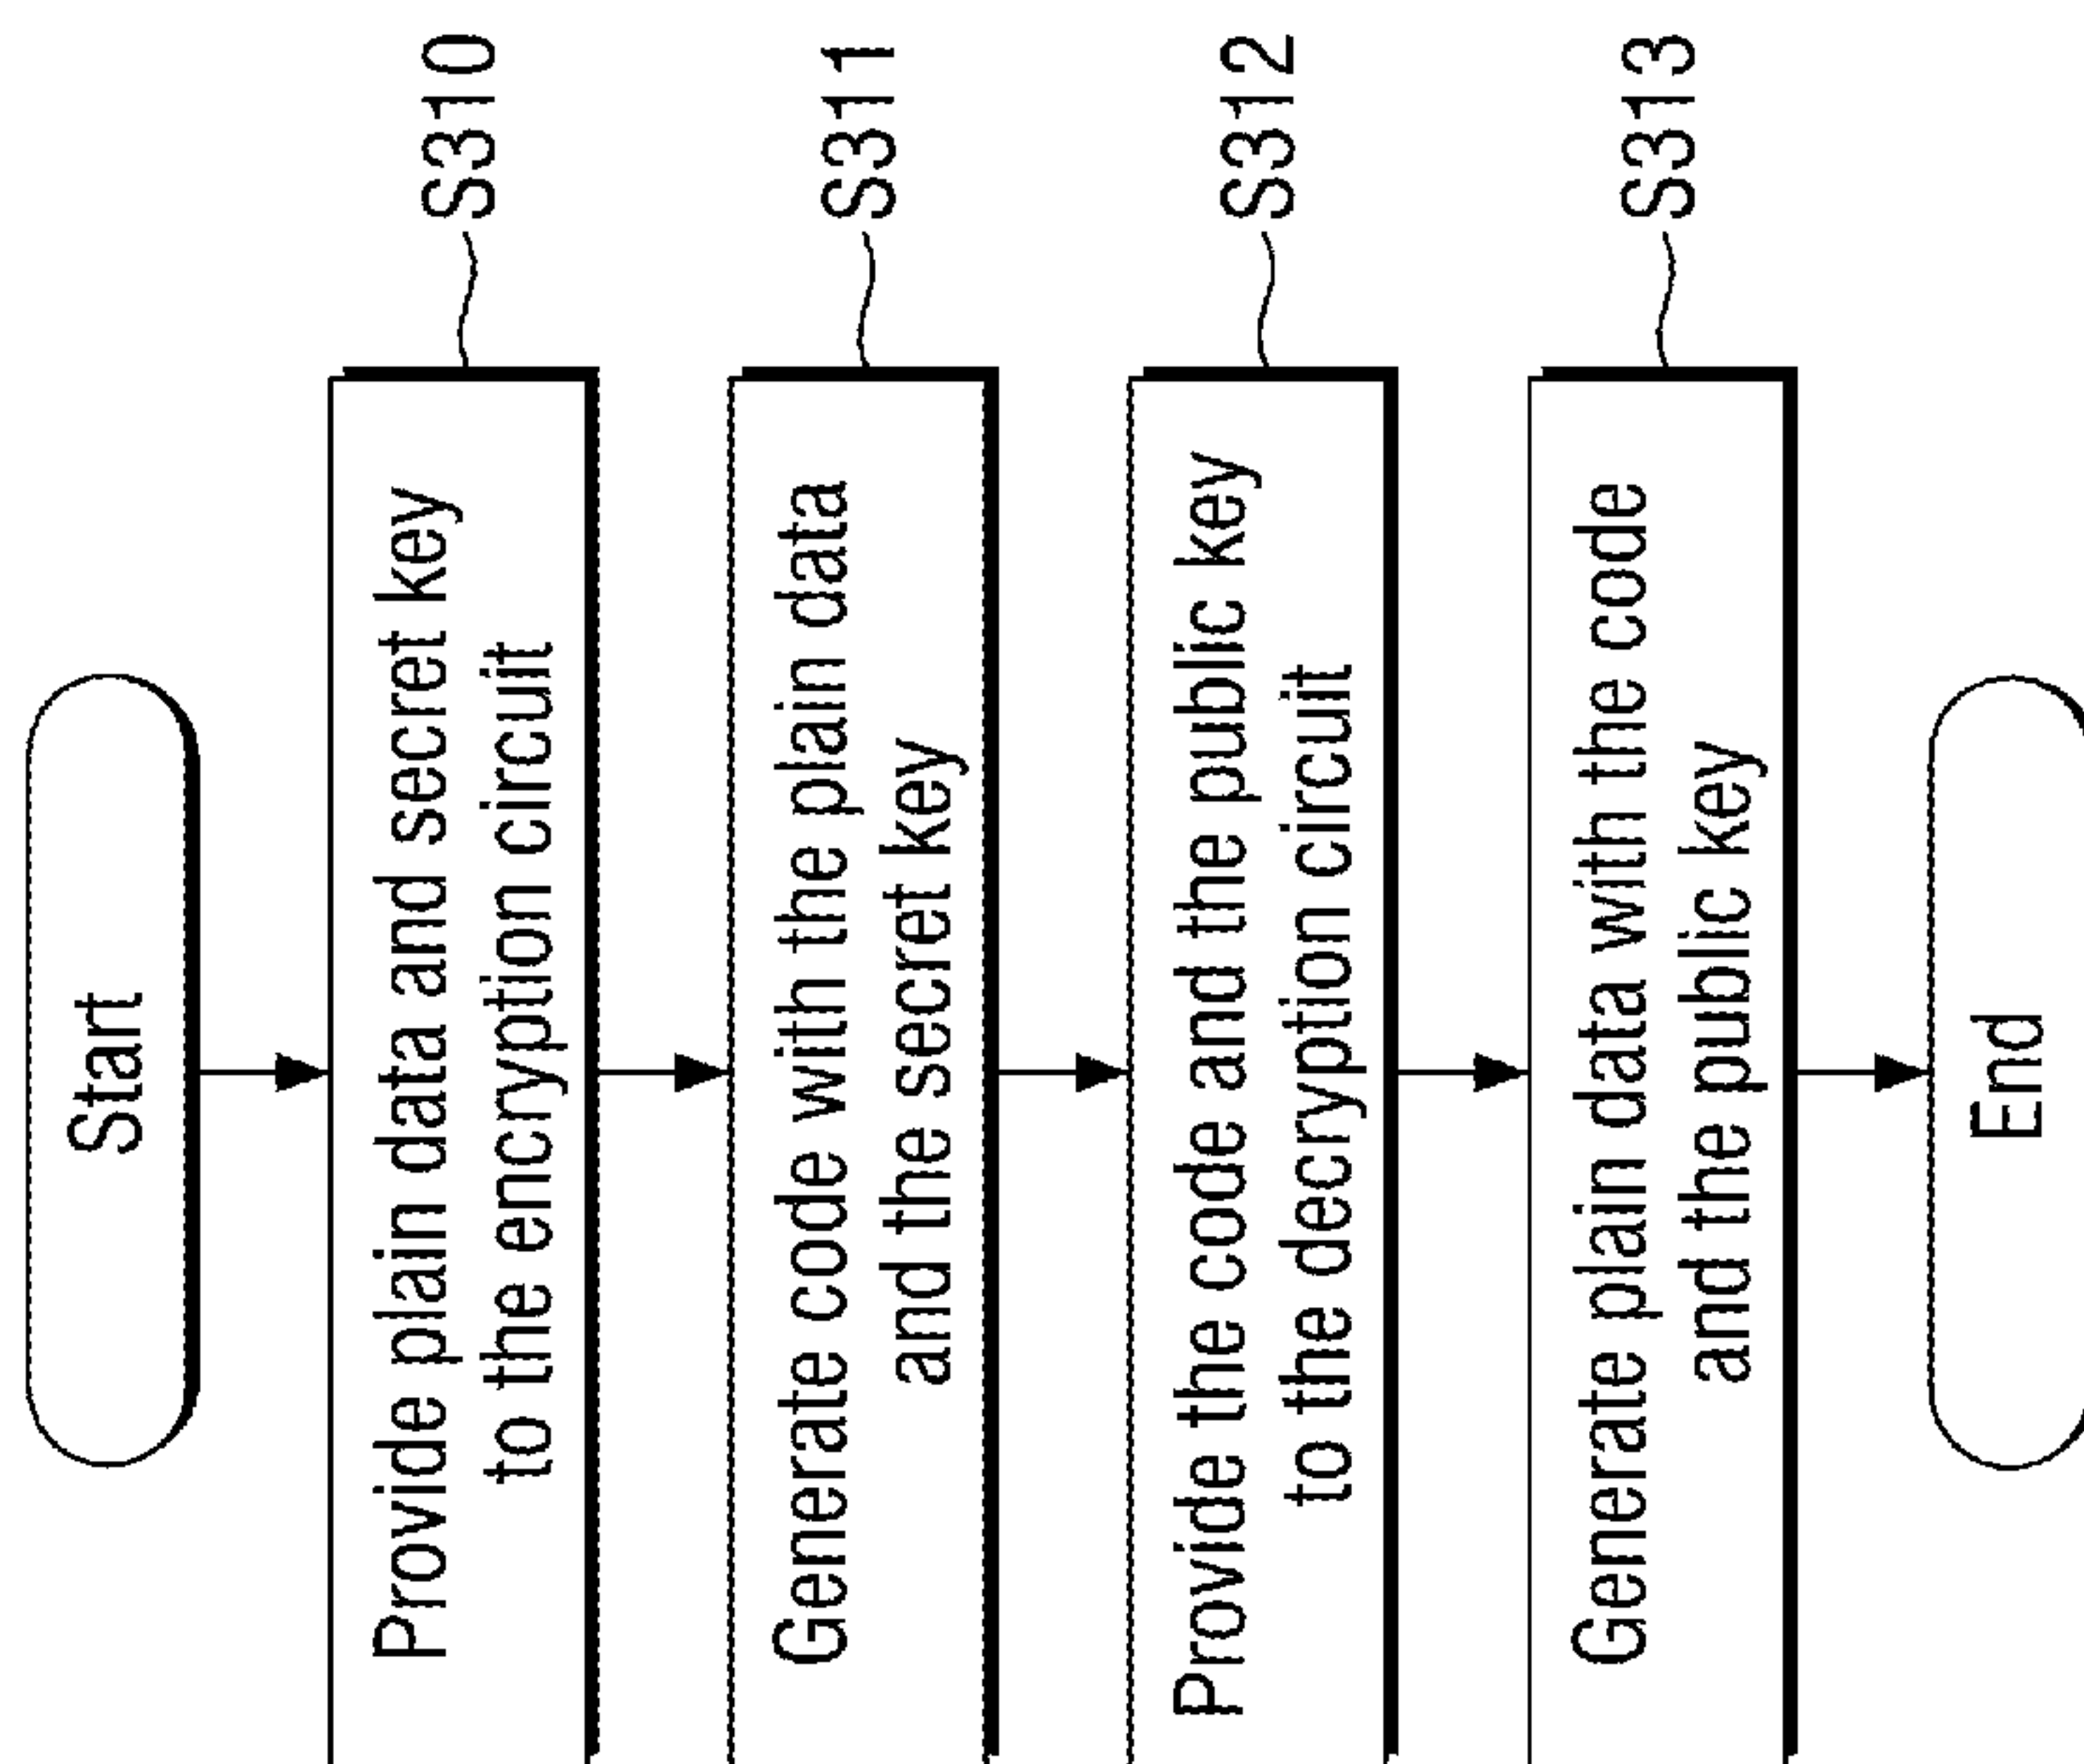 Start
Provide plain data and secret key
to the encryption circuit
S310
Generate code with the plain data
and the secret key
S311
Provide the code and the public key
to the decryption circuit
S312
Generate plain data with the code
and the public key
S313
End